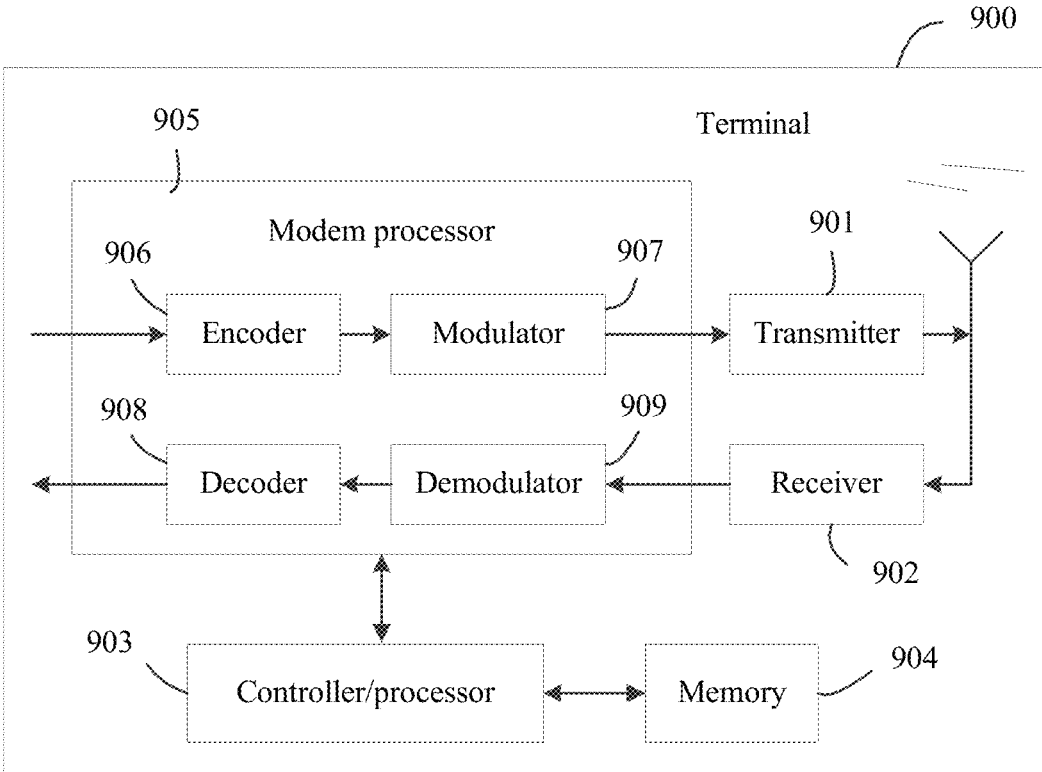 900
Terminal
905
Modem processor
906
907
901
Encoder
Modulator
Transmitter
908
909
Decoder
Demodulator
Receiver
902
903
904
Controller/processor
Memory